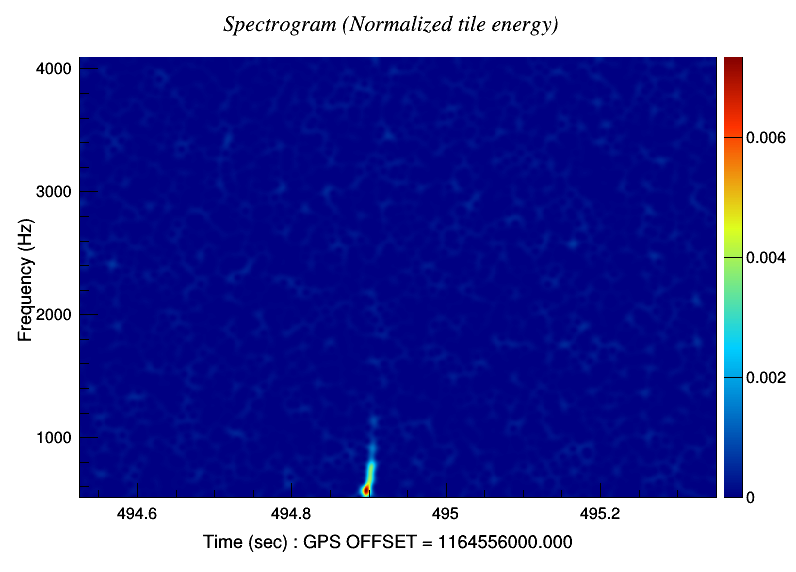 Spectrogram (Normalized tile energy)
4000
3000
2000
1000
Frequency (Hz)
494.6 494.8 495 495.2
Time (sec) : GPS OFFSET = 1164556000.000
0.006
0.004
0.002
0